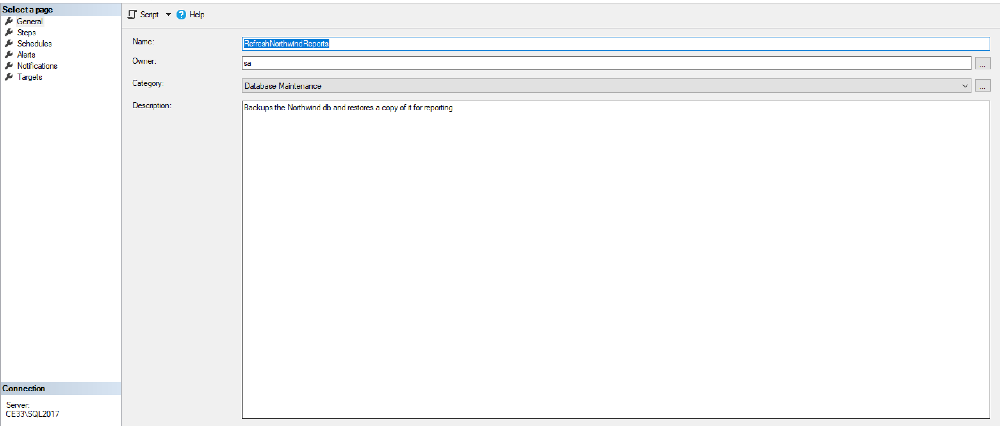 Select a page
General
Steps
Schedules
Alerts
Notifications
Targets
Script
Help
Name:
RefreshNorthwindReports
Owner:
sa
...
Category:
Database Maintenance
...
Description:
Backups the Northwind db and restores a copy of it for reporting
Connection
Server:
CE33\SQL2017